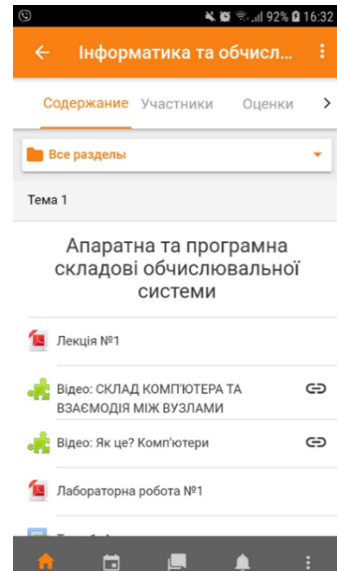 92% 16:32
Інформатика та обчисл...
Содержание Участники Оценки
Все разделы
Тема 1
Апаратна та програмна
складові обчислювальної
системи
Лекція №1
Відео: СКЛАД КОМП'ЮТЕРА ТА
ВЗАЄМОДІЯ МІЖ ВУЗЛАМИ
Відео: Як це? Комп'ютери
Лабораторна робота №1